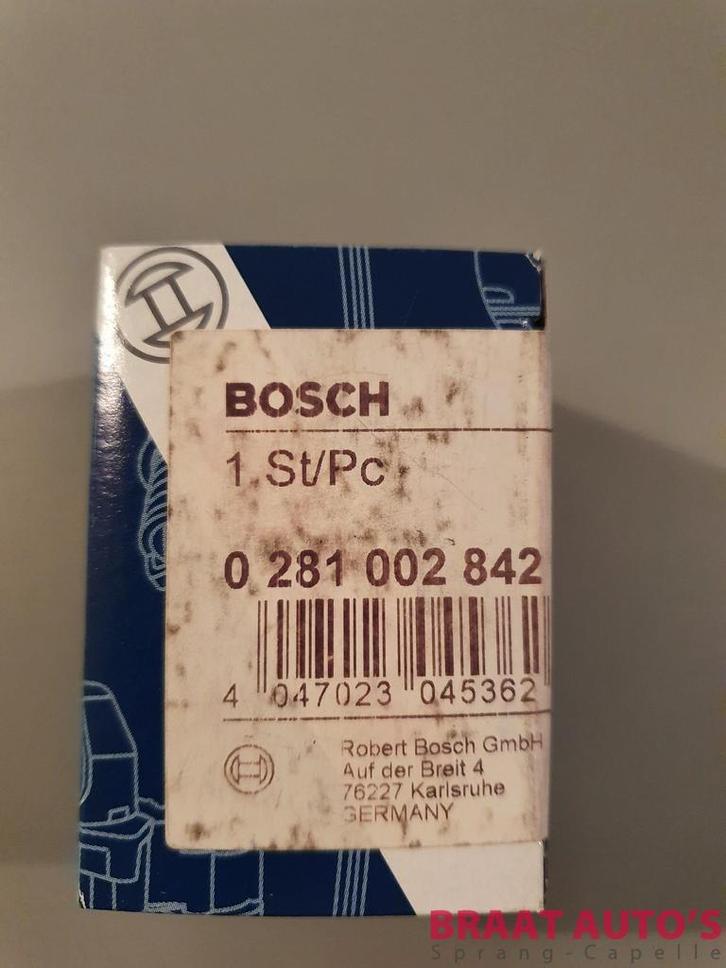 BOSCH
1 St/Pc
0 281 002 842
4 047023 045362
Robert Bosch GmbH
Auf der Breit 4
76227 Karlsruhe
GERMANY
BRAAT AUTO'S
Sprang-Capelle